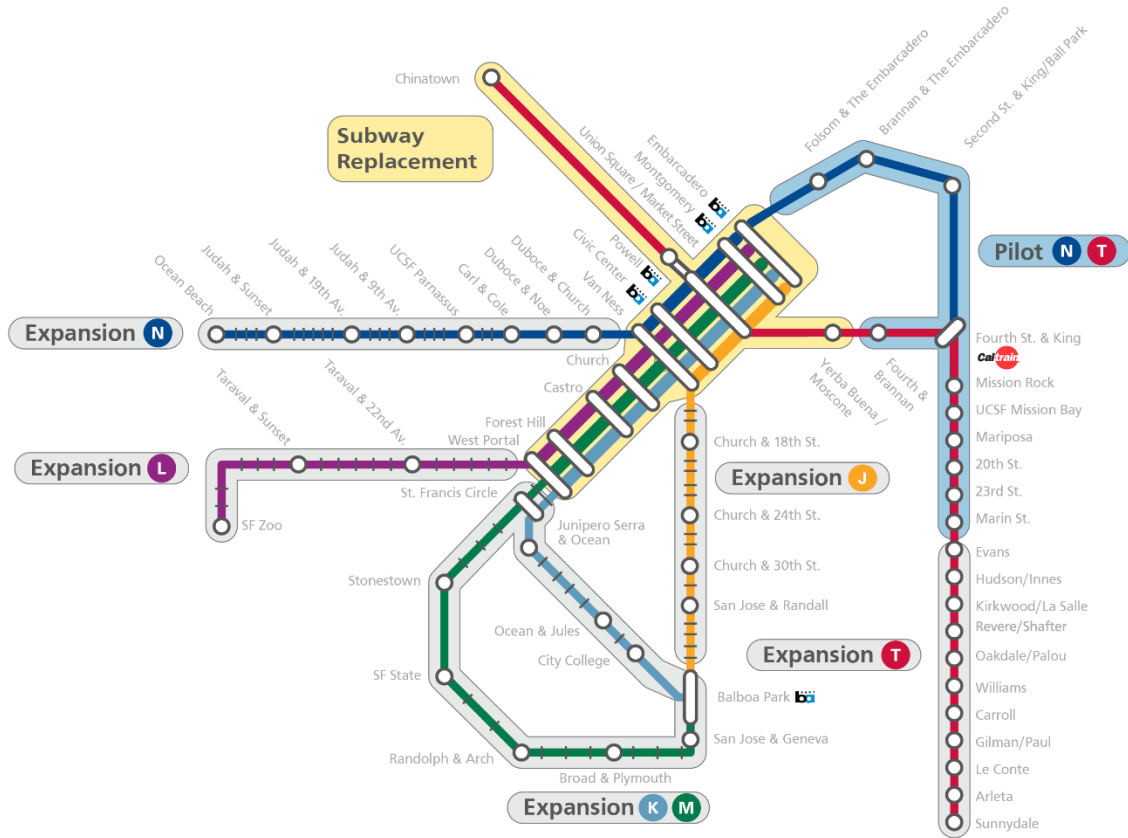 Chinatown
Subway
Replacement
Folsom & The Embarcadero
Brannan & The Embarcadero
Second St. & King/Ball Park
Embarcadero
ba
Montgomery
ba
Union Square / Market Street
Powell
ba
Civic Center
ba
Van Ness
Duboce & Church
Duboce & Noe
Carl & Cole
UCSF Parnassus
Judah & 9th Av.
Judah & 19th Av.
Judah & Sunset
Ocean Beach
Pilot N T
Expansion N
Fourth St. & King
Caltrain
Church
Castro
Forest Hill
West Portal
Yerba Buena /
Moscone
Fourth &
Brannan
Mission Rock
UCSF Mission Bay
Mariposa
20th St.
23rd St.
Marin St.
Taraval & Sunset
Taraval & 22nd Av.
Expansion L
SF Zoo
St. Francis Circle
Church & 18th St.
Expansion J
Church & 24th St.
Church & 30th St.
San Jose & Randall
Junipero Serra
& Ocean
Stonestown
Ocean & Jules
City College
SF State
Expansion T
Balboa Park ba
San Jose & Geneva
Randolph & Arch
Broad & Plymouth
Expansion K M
Evans
Hudson/Innes
Kirkwood/La Salle
Revere/Shafter
Oakdale/Palou
Williams
Carroll
Gilman/Paul
Le Conte
Arleta
Sunnydale